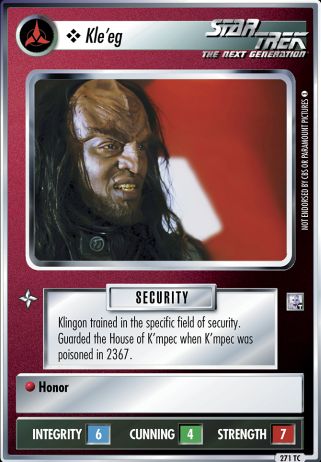 ❖ Kle'eg
STAR TREK
THE NEXT GENERATION®
NOT ENDORSED BY CBS OR PARAMOUNT PICTURES
SECURITY
Klingon trained in the specific field of security.
Guarded the House of K'mpec when K'mpec was
poisoned in 2367.
Honor
INTEGRITY 6 CUNNING 4 STRENGTH 7
271 TC